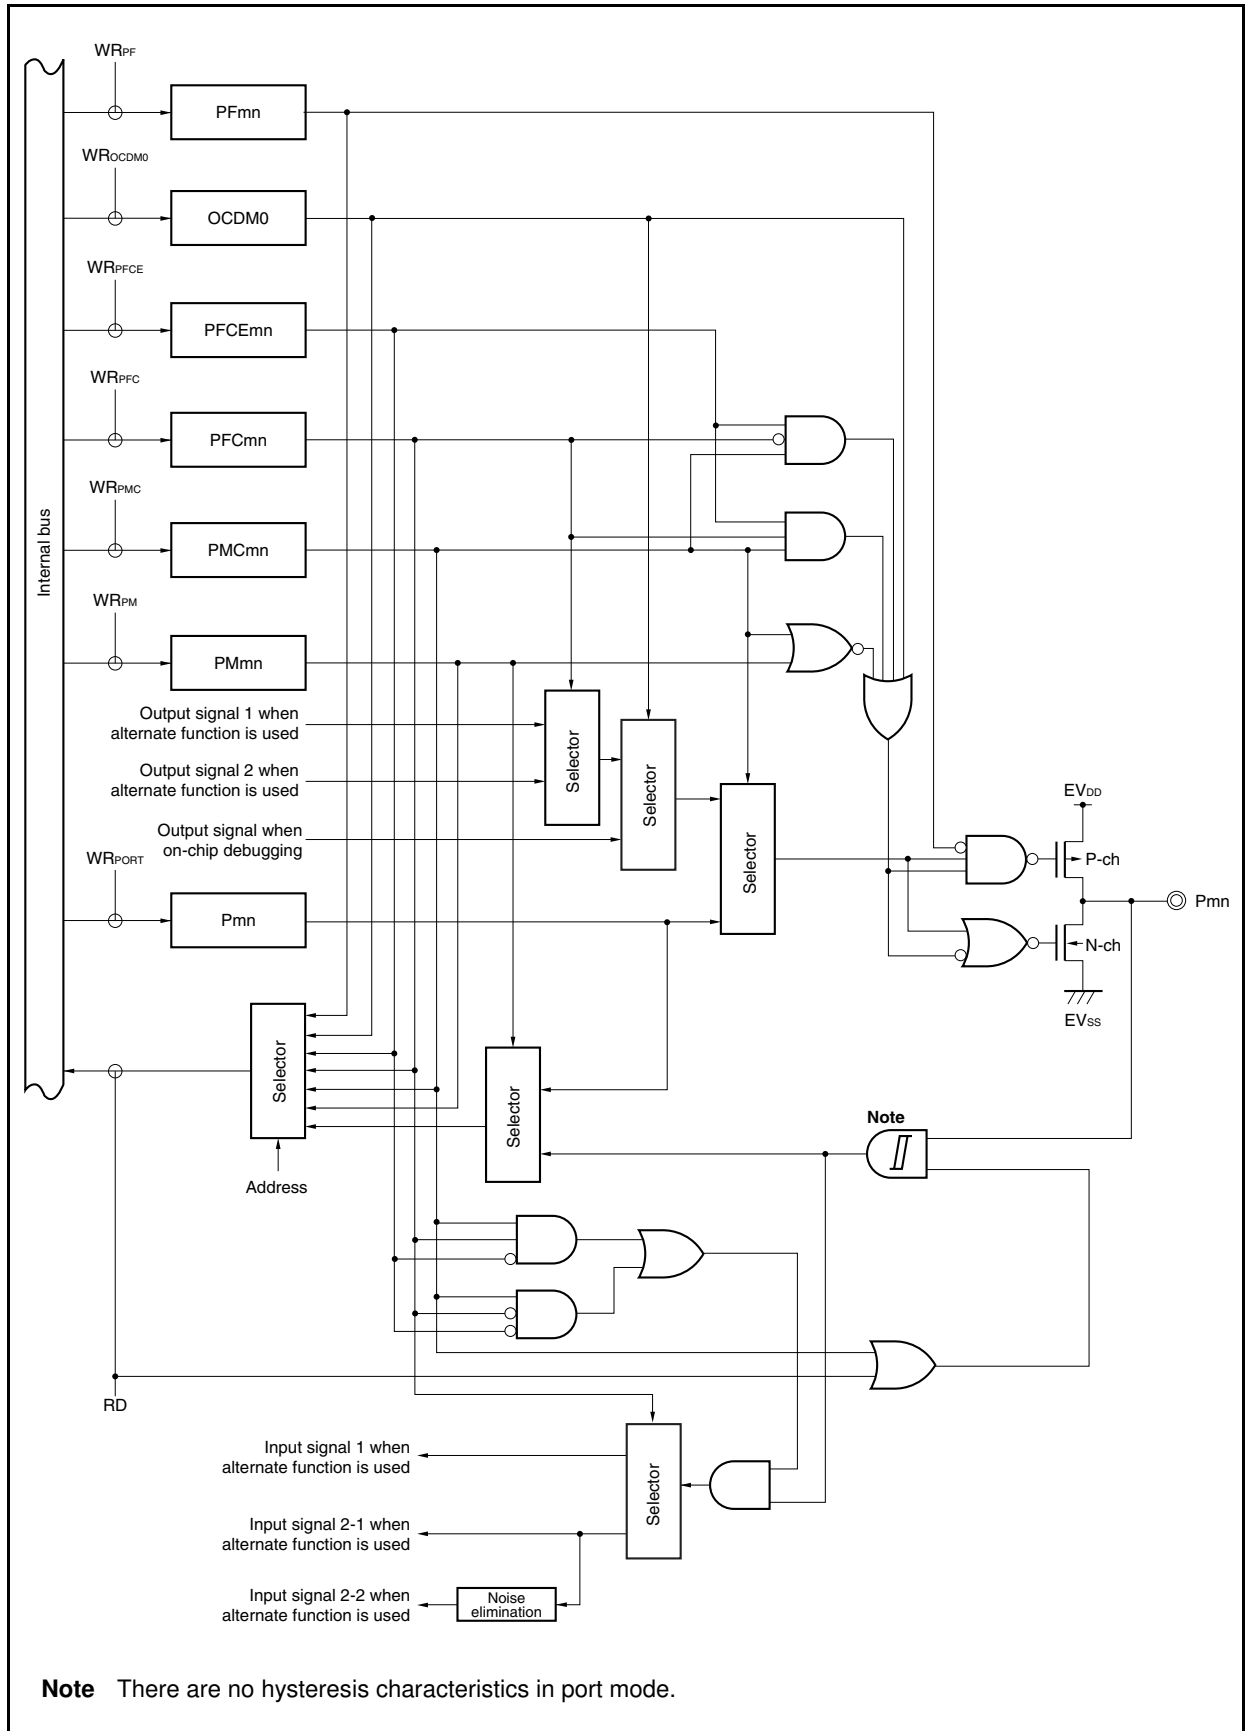 WRPF
PFmn
WROCDM0
OCDM0
WRPFCE
PFCEmn
WRPFC
PFCmn
WRPMC
PMCmn
Internal bus
WRPM
PMmn
Output signal 1 when
alternate function is used
Output signal 2 when
alternate function is used
Output signal when
on-chip debugging
Selector
Selector
Selector
WRPORT
Pmn
EVDD
P-ch
Pmn
N-ch
EVSS
Selector
Address
Selector
Note
RD
Input signal 1 when
alternate function is used
Input signal 2-1 when
alternate function is used
Input signal 2-2 when
alternate function is used
Selector
Noise
elimination
Note There are no hysteresis characteristics in port mode.